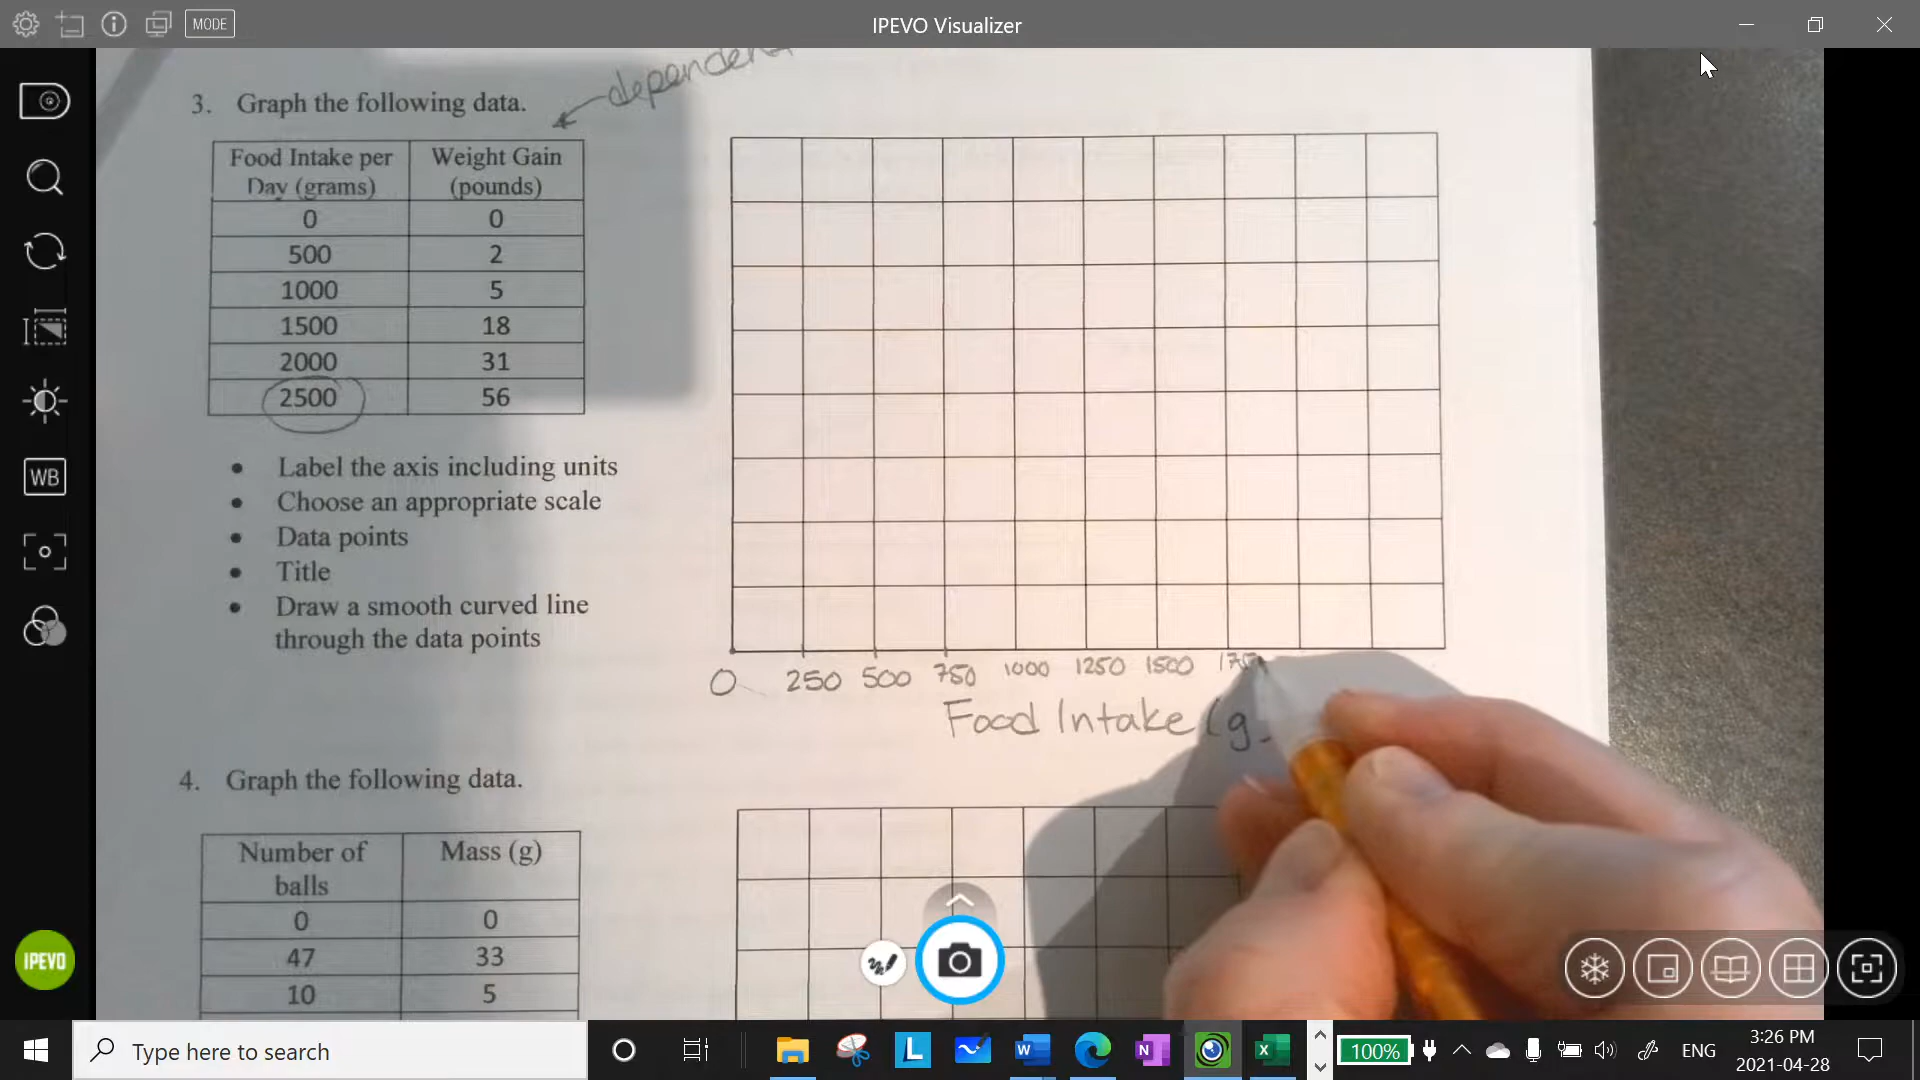 MODE
IPEVO Visualizer
3. Graph the following data.
Food Intake per Day (grams) Weight Gain (pounds)
0 0
500 2
1000 5
1500 18
2000 31
2500 56
• Label the axis including units
• Choose an appropriate scale
• Data points
• Title
• Draw a smooth curved line
through the data points
0 250 500 750 1000 1250 1500 1750
Food Intake (g
4. Graph the following data.
Number of balls Mass (g)
0 0
47 33
10 5
WB
IPEVO
Type here to search
L
W
N
X
100%
ENG
3:26 PM
2021-04-28